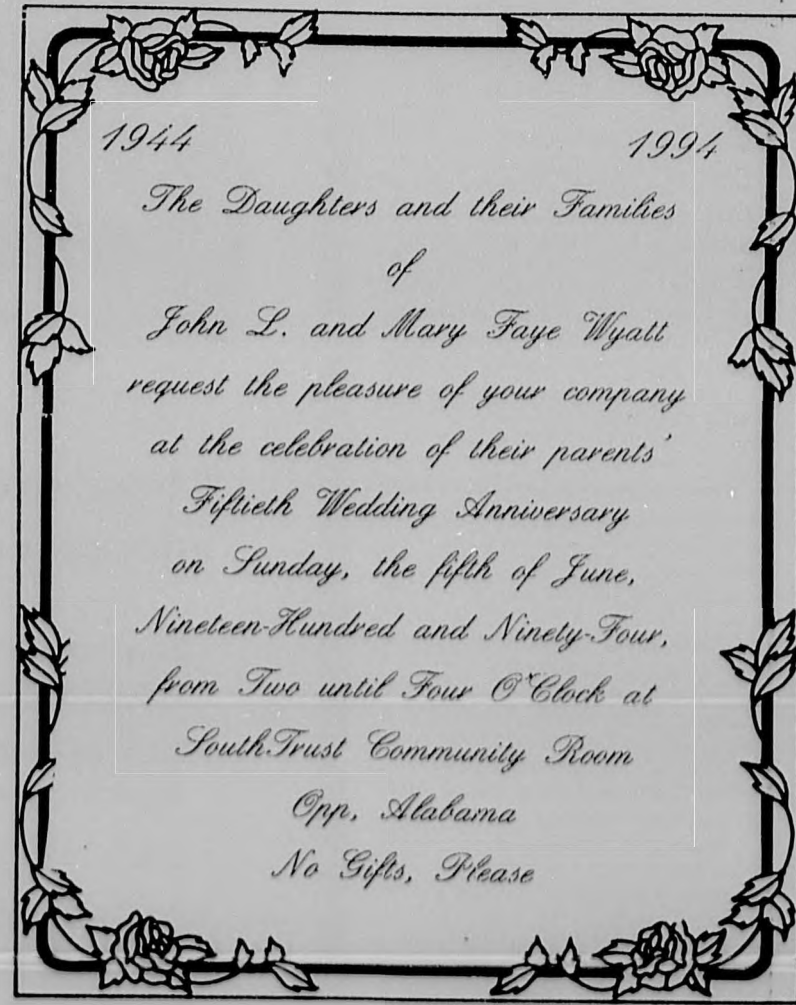 1944 1994
The Daughters and their Families
of
John L. and Mary Faye Wyatt
request the pleasure of your company
at the celebration of their parents'
Fiftieth Wedding Anniversary
on Sunday, the fifth of June,
Nineteen-Hundred and Ninety-Four,
from Two until Four O'Clock at
SouthTrust Community Room
Opp, Alabama
No Gifts, Please